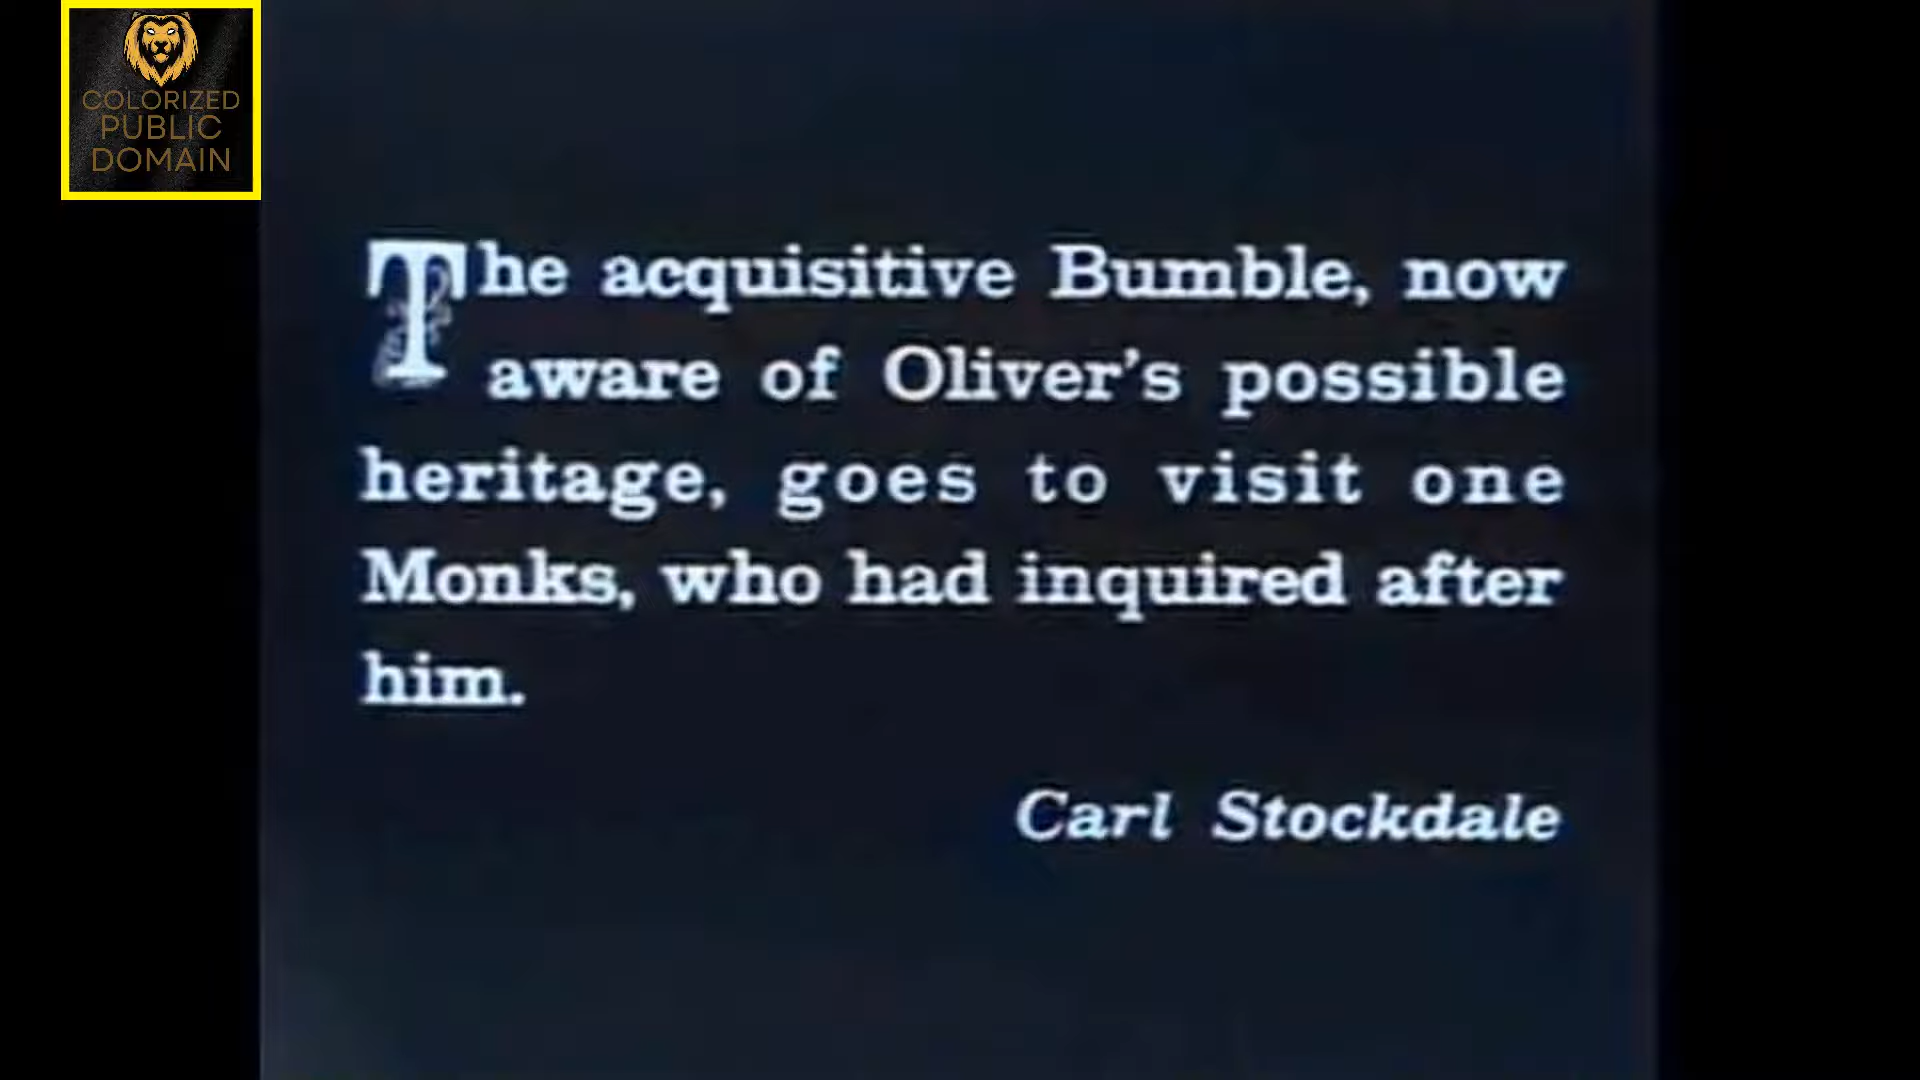 COLORIZED
PUBLIC
DOMAIN
The acquisitive Bumble, now
aware of Oliver's possible
heritage, goes to visit one
Monks, who had inquired after
him.
Carl Stockdale